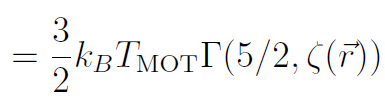 = \frac{3}{2} k_B T_{\mathrm{MOT}} \Gamma(5/2, \zeta(\vec{r}))